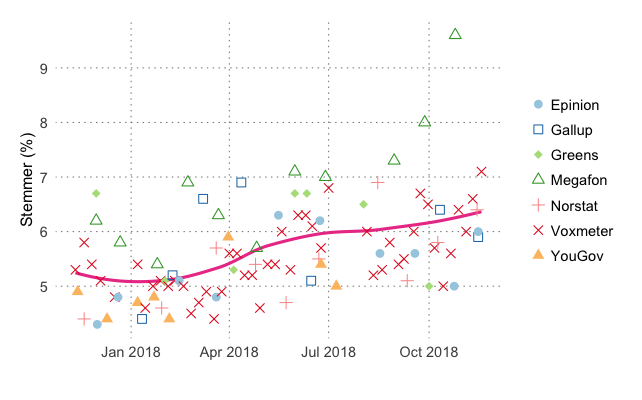 9
8
7
6
5
Stemmer (%)
Jan 2018
Apr 2018
Jul 2018
Oct 2018
Epinion
Gallup
Greens
Megafon
Norstat
Voxmeter
YouGov